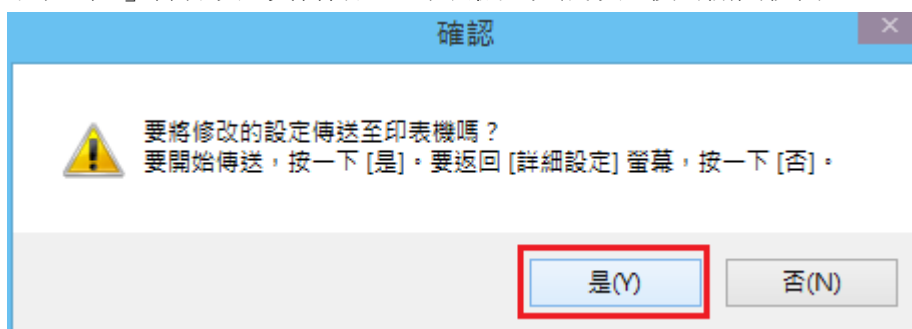 確認
要將修改的設定傳送至印表機嗎？
要開始傳送，按一下 [是]。要返回 [詳細設定] 螢幕，按一下 [否]。
是(Y)
否(N)